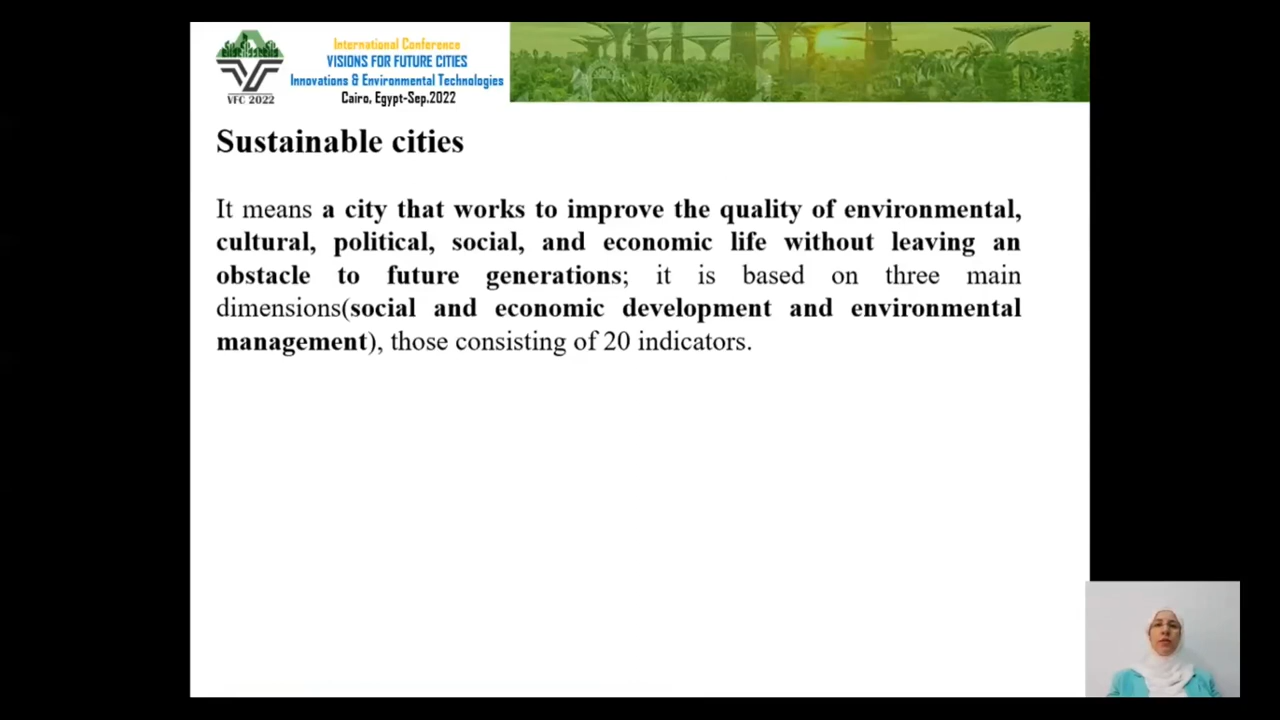 International Conference
VISIONS FOR FUTURE CITIES
Innovations & Environmental Technologies
Cairo, Egypt-Sep.2022
VFC 2022
Sustainable cities
It means a city that works to improve the quality of environmental,
cultural, political, social, and economic life without leaving an
obstacle to future generations; it is based on three main
dimensions(social and economic development and environmental
management), those consisting of 20 indicators.